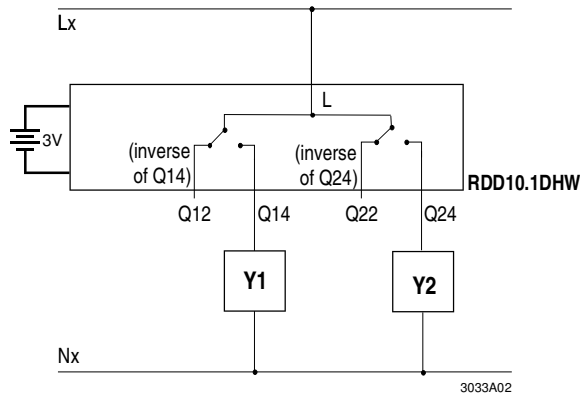 Lx
L
3V
(inverse
of Q14)
(inverse
of Q24)
RDD10.1DHW
Q12
Q14
Q22
Q24
Y1
Y2
Nx
3033A02